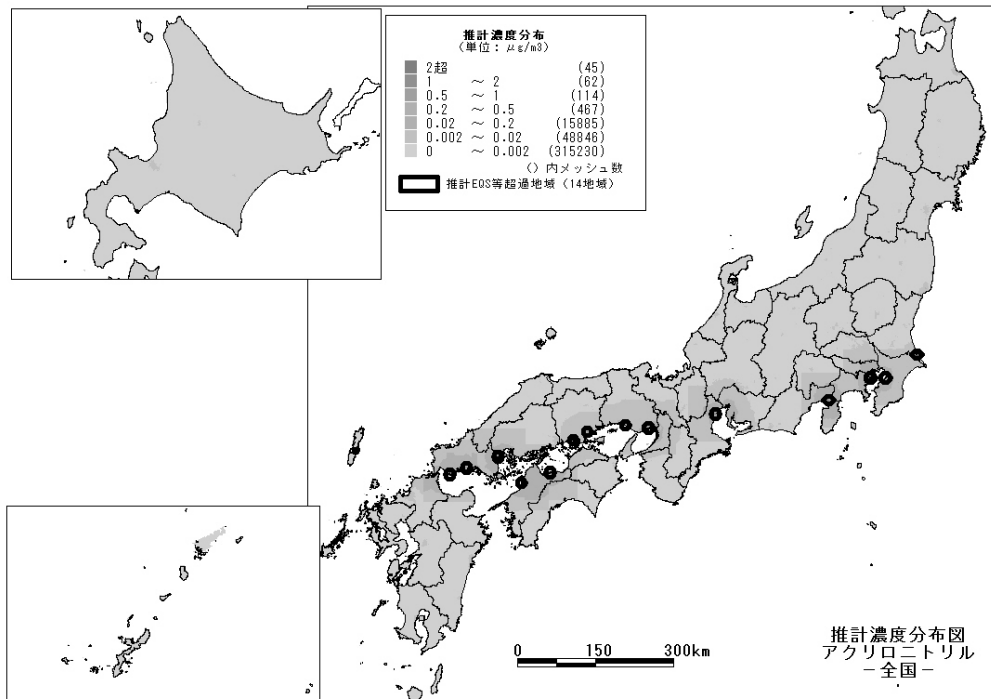 推計濃度分布
(単位: μg/m3)
2超 (45)
1 ～ 2 (62)
0.5 ～ 1 (114)
0.2 ～ 0.5 (467)
0.02 ～ 0.2 (15885)
0.002 ～ 0.02 (48846)
0 ～ 0.002 (315230)
() 内メッシュ数
推計EQS等超過地域 (14地域)
0 150 300km
推計濃度分布図
アクリロニトリル
－全国－